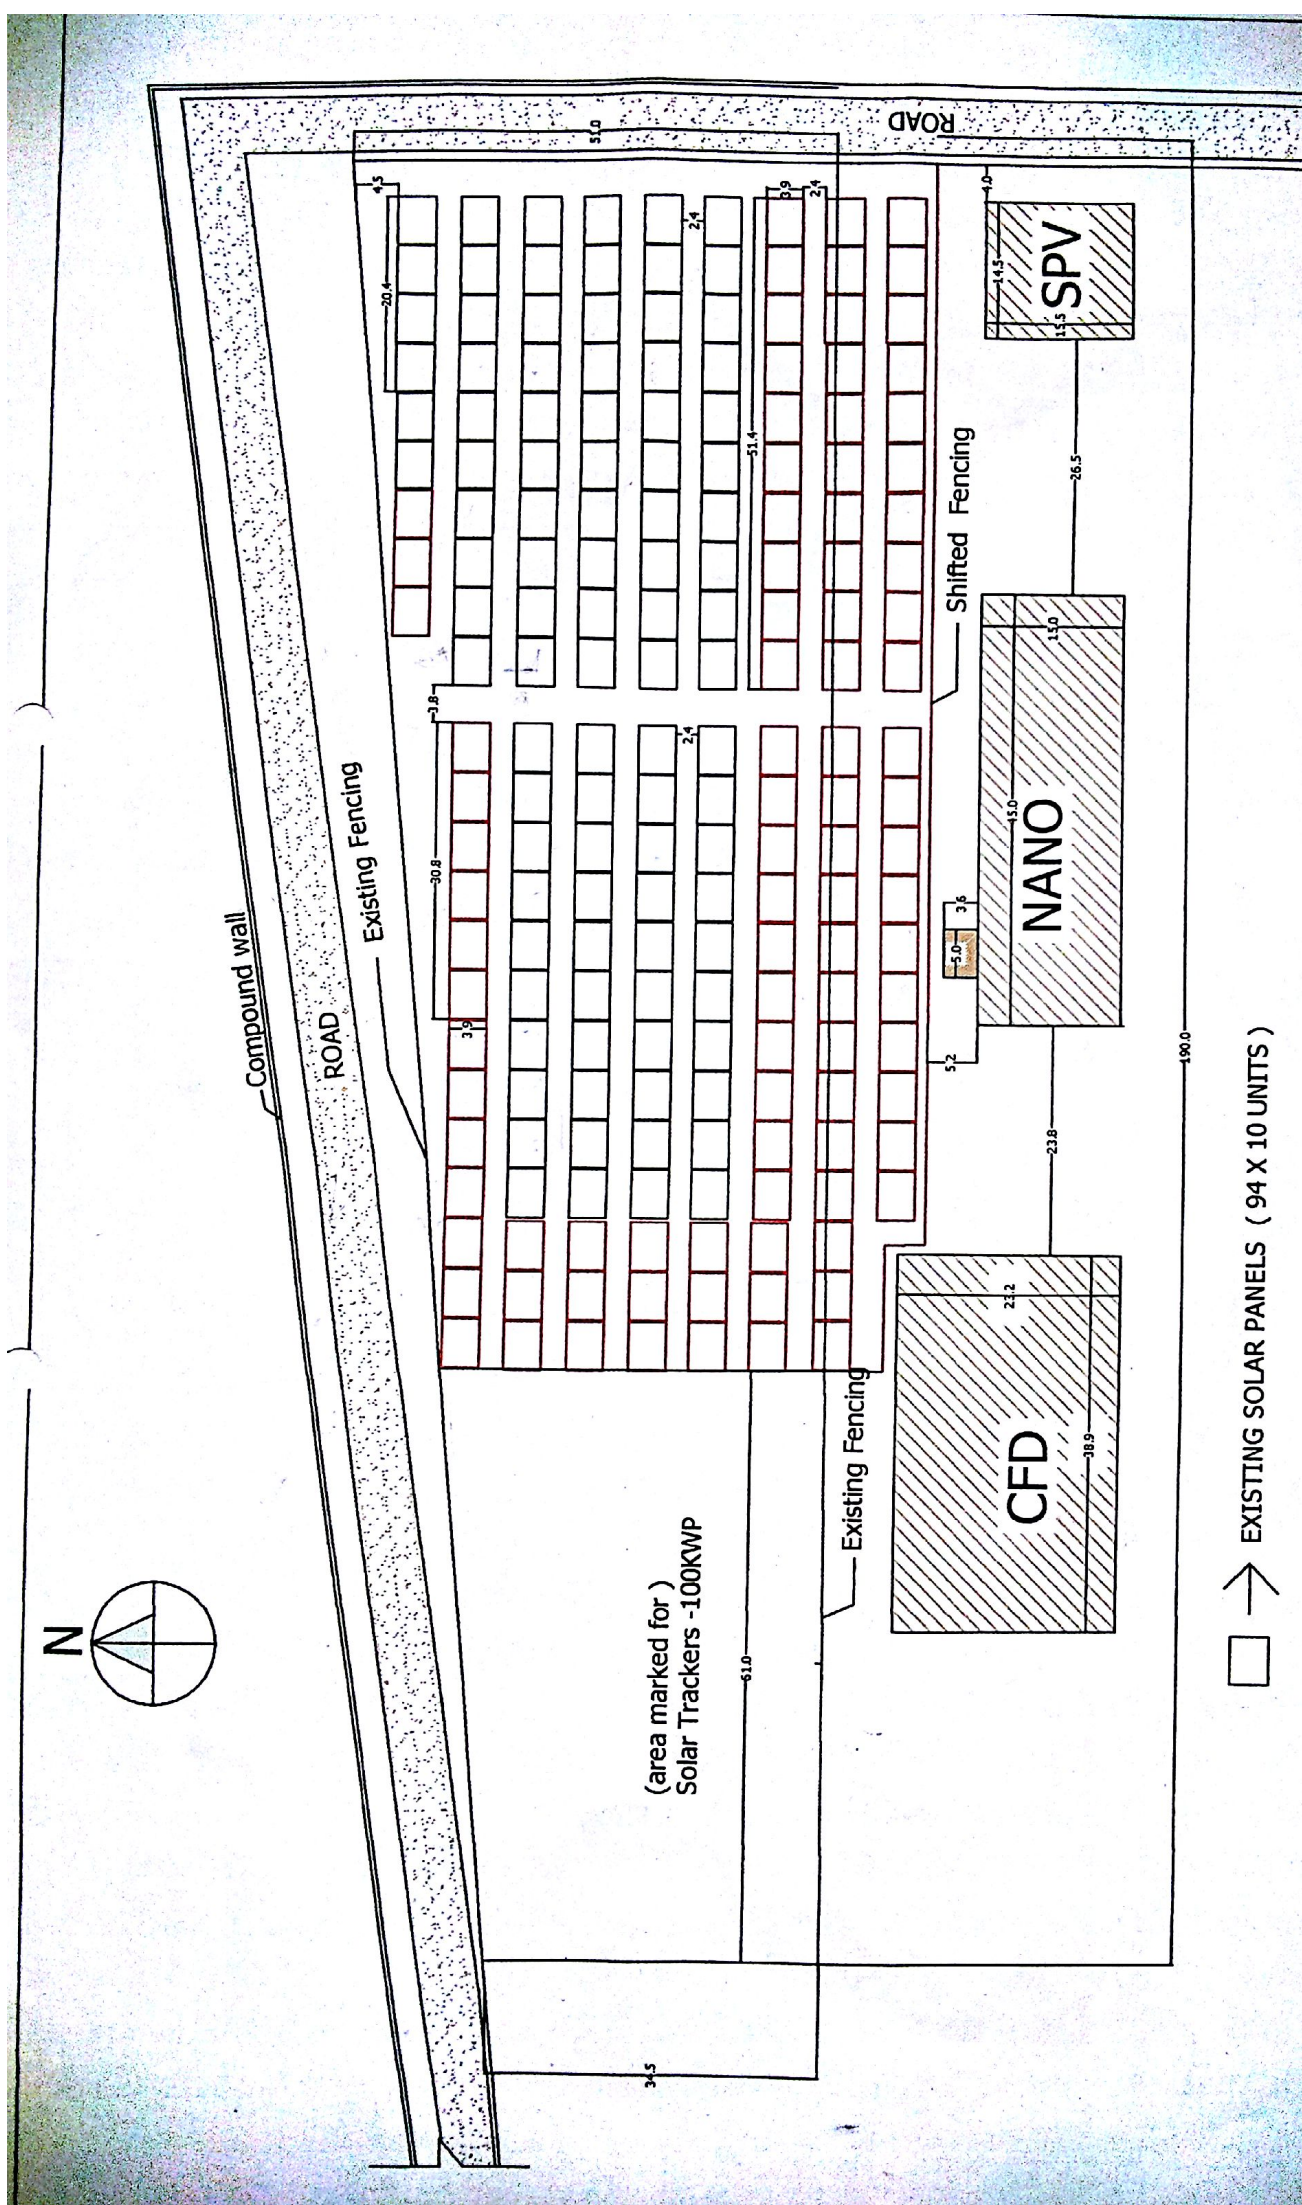 N
Compound wall
ROAD
Existing Fencing
ROAD
51.0
4.5
20.4
2.4
3.9
2.4
51.4
3.8
30.8
2.4
3.9
Shifted Fencing
4.0
14.5
15.5
SPV
26.5
15.0
45.0
NANO
3.6
5.0
5.2
23.8
190.0
23.2
38.9
CFD
Existing Fencing
(area marked for )
Solar Trackers -100KWP
61.0
34.5
EXISTING SOLAR PANELS ( 94 X 10 UNITS )